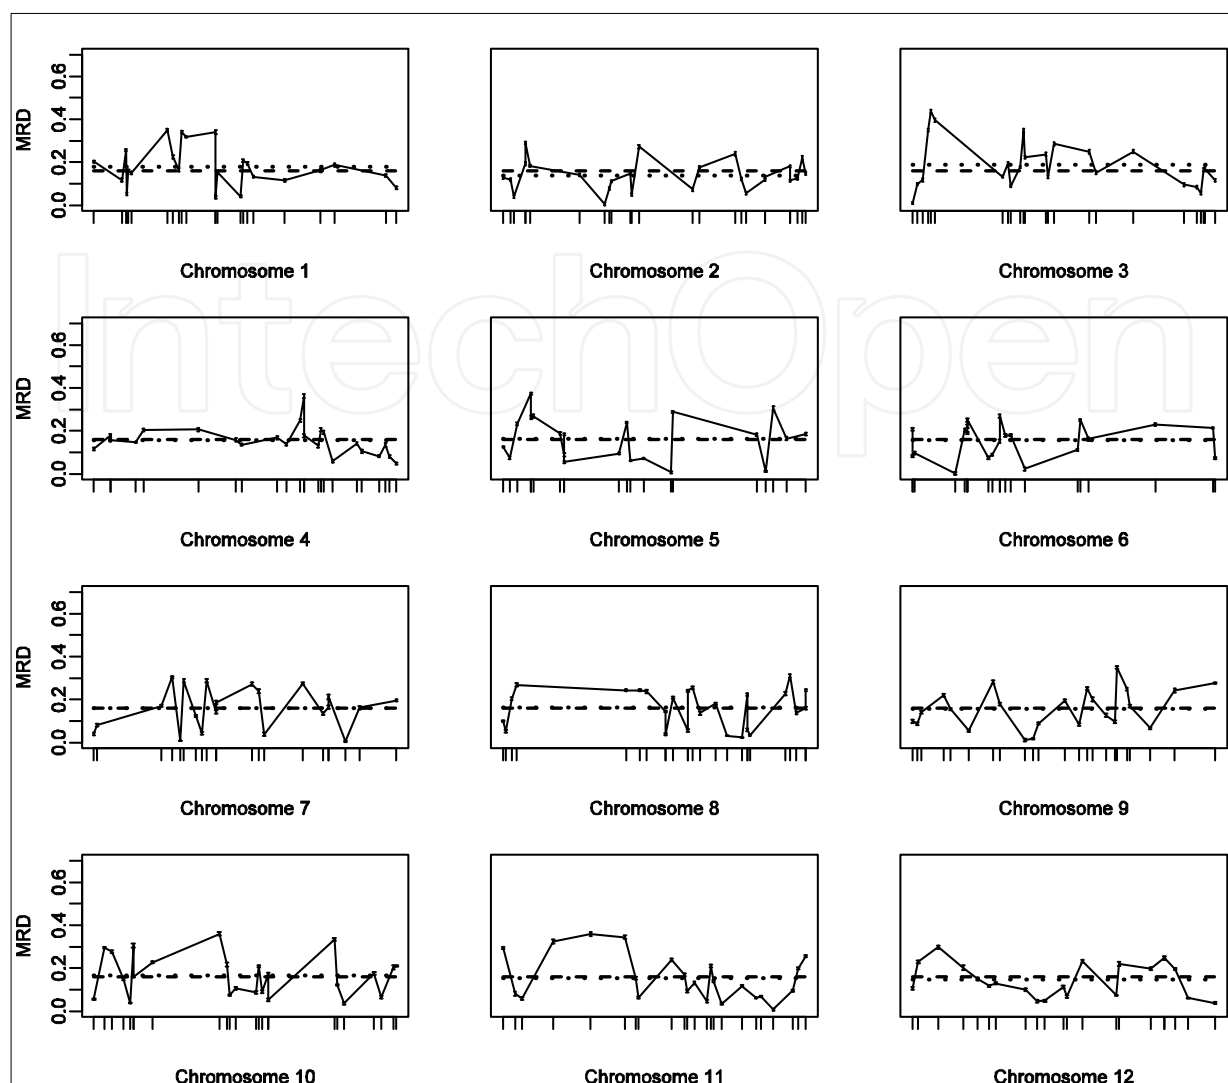 MRD
0.0 0.2 0.4 0.6
Chromosome 1
Chromosome 2
Chromosome 3
IntechOpen
MRD
0.0 0.2 0.4 0.6
Chromosome 4
Chromosome 5
Chromosome 6
MRD
0.0 0.2 0.4 0.6
Chromosome 7
Chromosome 8
Chromosome 9
MRD
0.0 0.2 0.4 0.6
Chromosome 10
Chromosome 11
Chromosome 12